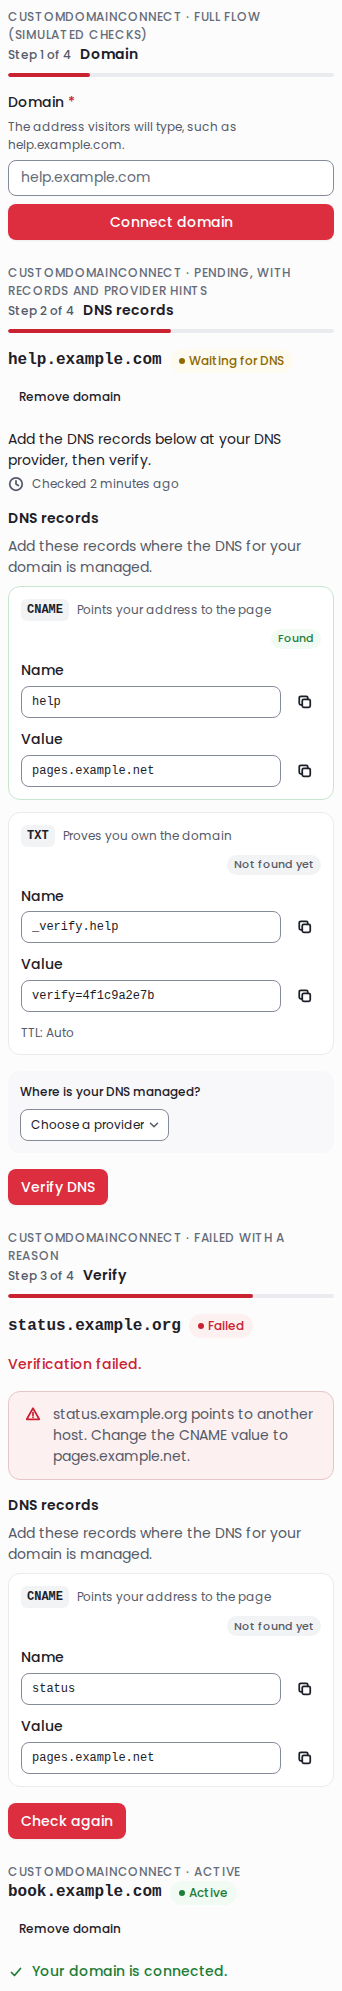 CUSTOMDOMAINCONNECT · FULL FLOW
(SIMULATED CHECKS)
Step 1 of 4 Domain
Domain *
The address visitors will type, such as
help.example.com.
help.example.com
Connect domain
CUSTOMDOMAINCONNECT · PENDING, WITH
RECORDS AND PROVIDER HINTS
Step 2 of 4 DNS records
help.example.com Waiting for DNS
Remove domain
Add the DNS records below at your DNS
provider, then verify.
Checked 2 minutes ago
DNS records
Add these records where the DNS for your
domain is managed.
CNAME Points your address to the page
Found
Name
help
Value
pages.example.net
TXT Proves you own the domain
Not found yet
Name
_verify.help
Value
verify=4f1c9a2e7b
TTL: Auto
Where is your DNS managed?
Choose a provider
Verify DNS
CUSTOMDOMAINCONNECT · FAILED WITH A
REASON
Step 3 of 4 Verify
status.example.org Failed
Verification failed.
status.example.org points to another
host. Change the CNAME value to
pages.example.net.
DNS records
Add these records where the DNS for your
domain is managed.
CNAME Points your address to the page
Not found yet
Name
status
Value
pages.example.net
Check again
CUSTOMDOMAINCONNECT · ACTIVE
book.example.com Active
Remove domain
Your domain is connected.